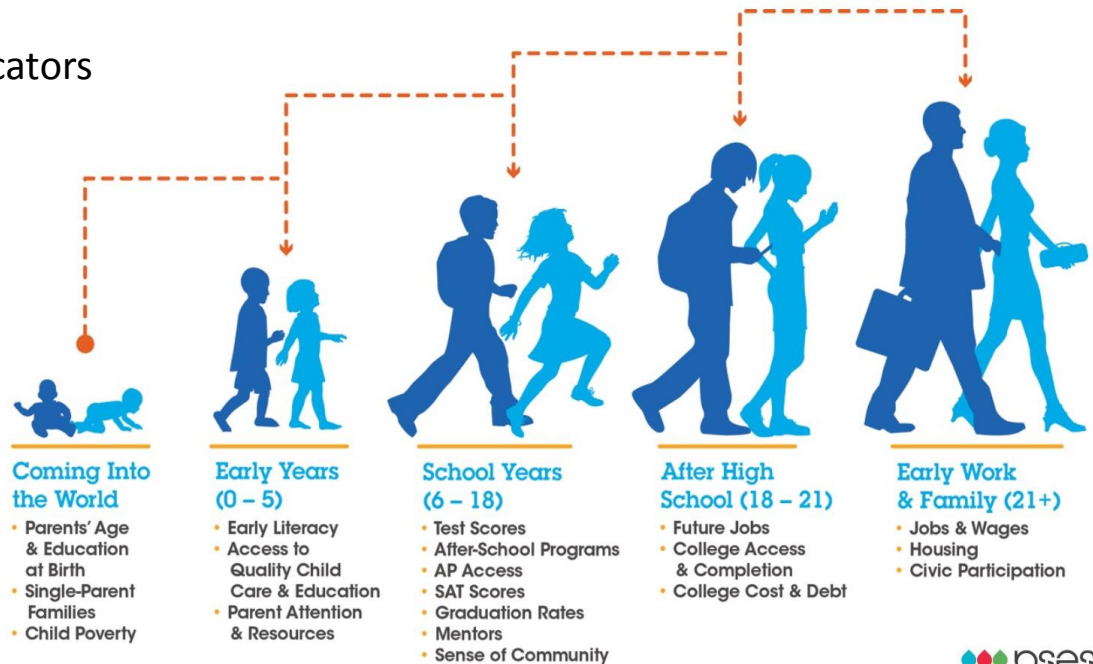 cators
Coming Into
the World
• Parents' Age
& Education
at Birth
• Single-Parent
Families
• Child Poverty
Early Years
(0 – 5)
• Early Literacy
• Access to
Quality Child
Care & Education
• Parent Attention
& Resources
School Years
(6 – 18)
• Test Scores
• After-School Programs
• AP Access
• SAT Scores
• Graduation Rates
• Mentors
• Sense of Community
After High
School (18 – 21)
• Future Jobs
• College Access
& Completion
• College Cost & Debt
Early Work
& Family (21+)
• Jobs & Wages
• Housing
• Civic Participation